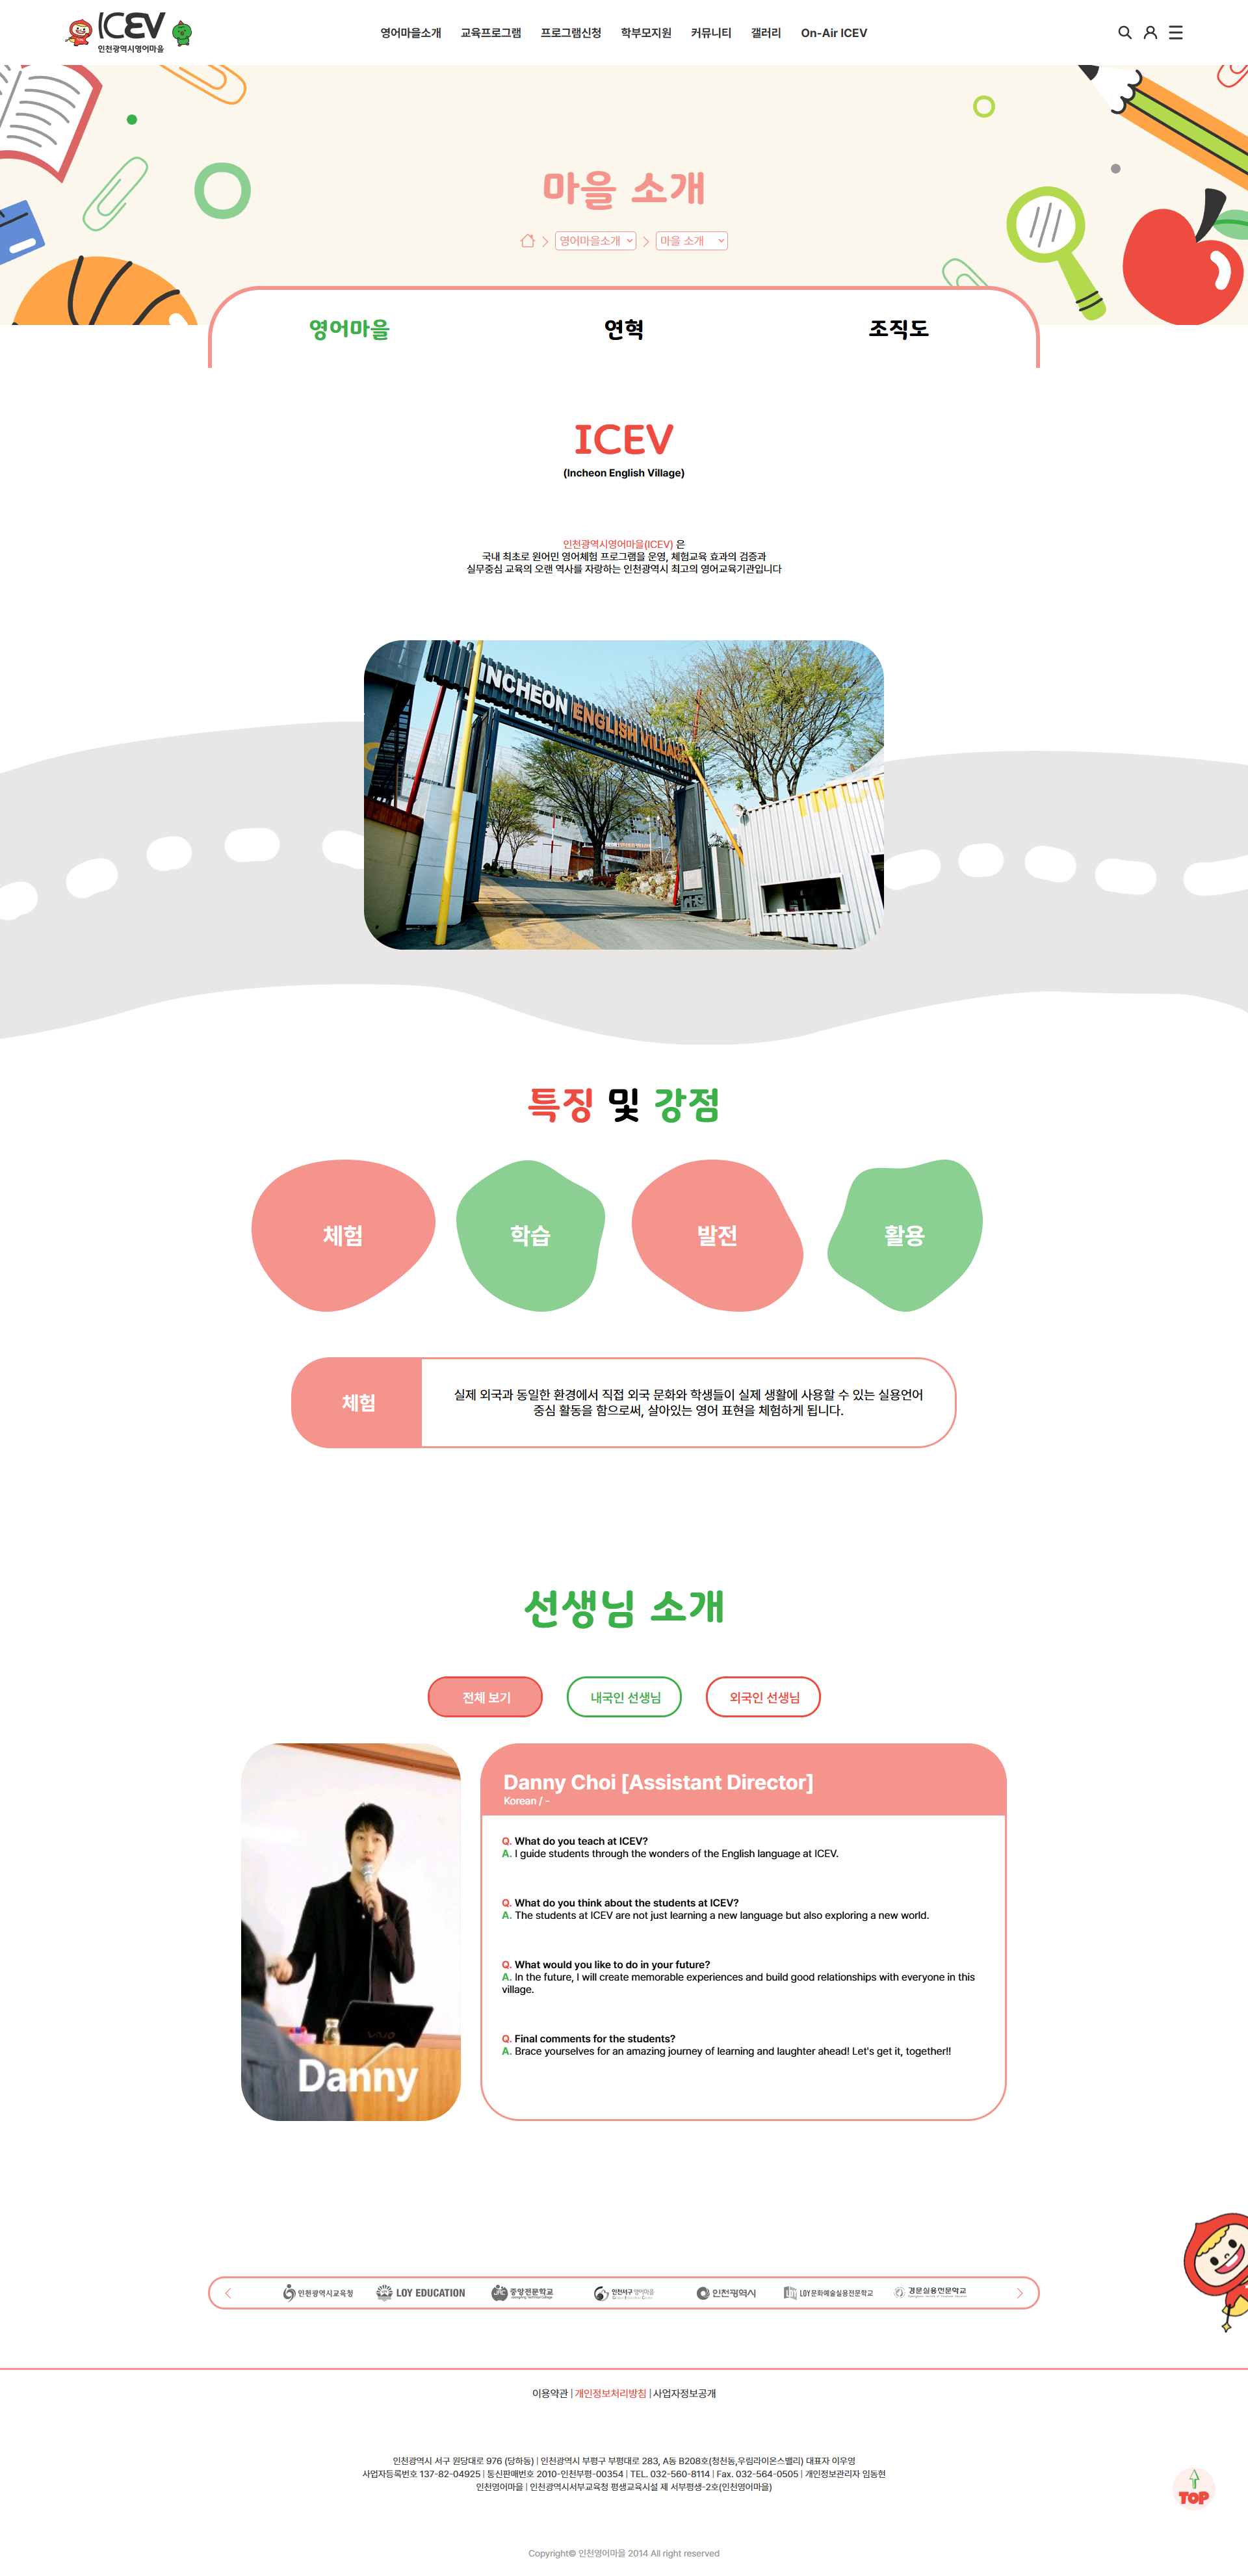 ICEV
인천광역시영어마을
영어마을소개 교육프로그램 프로그램신청 학부모지원 커뮤니티 갤러리 On-Air ICEV
마을 소개
영어마을소개 마을 소개
영어마을 연혁 조직도
ICEV
(Incheon English Village)
인천광역시영어마을(ICEV) 은
국내 최초로 원어민 영어체험 프로그램을 운영, 체험교육 효과의 검증과
실무중심 교육의 오랜 역사를 자랑하는 인천광역시 최고의 영어교육기관입니다
INCHEON ENGLISH VILLAGE
특징 및 강점
체험 학습 발전 활용
체험
실제 외국과 동일한 환경에서 직접 외국 문화와 학생들이 실제 생활에 사용할 수 있는 실용언어
중심 활동을 함으로써, 살아있는 영어 표현을 체험하게 됩니다.
선생님 소개
전체 보기 내국인 선생님 외국인 선생님
Danny
Danny Choi [Assistant Director]
Korean / -
Q. What do you teach at ICEV?
A. I guide students through the wonders of the English language at ICEV.
Q. What do you think about the students at ICEV?
A. The students at ICEV are not just learning a new language but also exploring a new world.
Q. What would you like to do in your future?
A. In the future, I will create memorable experiences and build good relationships with everyone in this
village.
Q. Final comments for the students?
A. Brace yourselves for an amazing journey of learning and laughter ahead! Let's get it, together!!
인천광역시교육청 LOY EDUCATION 중앙전문학교 인천서구 영어마을 인천광역시 LOY문화예술실용전문학교 경문실용전문학교
이용약관 | 개인정보처리방침 | 사업자정보공개
인천광역시 서구 원당대로 976 (당하동) | 인천광역시 부평구 부평대로 283, A동 B208호(청천동,우림라이온스밸리) 대표자 이우영
사업자등록번호 137-82-04925 | 통신판매번호 2010-인천부평-00354 | TEL. 032-560-8114 | Fax. 032-564-0505 | 개인정보관리자 임동현
인천영어마을 | 인천광역시서부교육청 평생교육시설 제 서부평생-2호(인천영어마을)
TOP
Copyright© 인천영어마을 2014 All right reserved